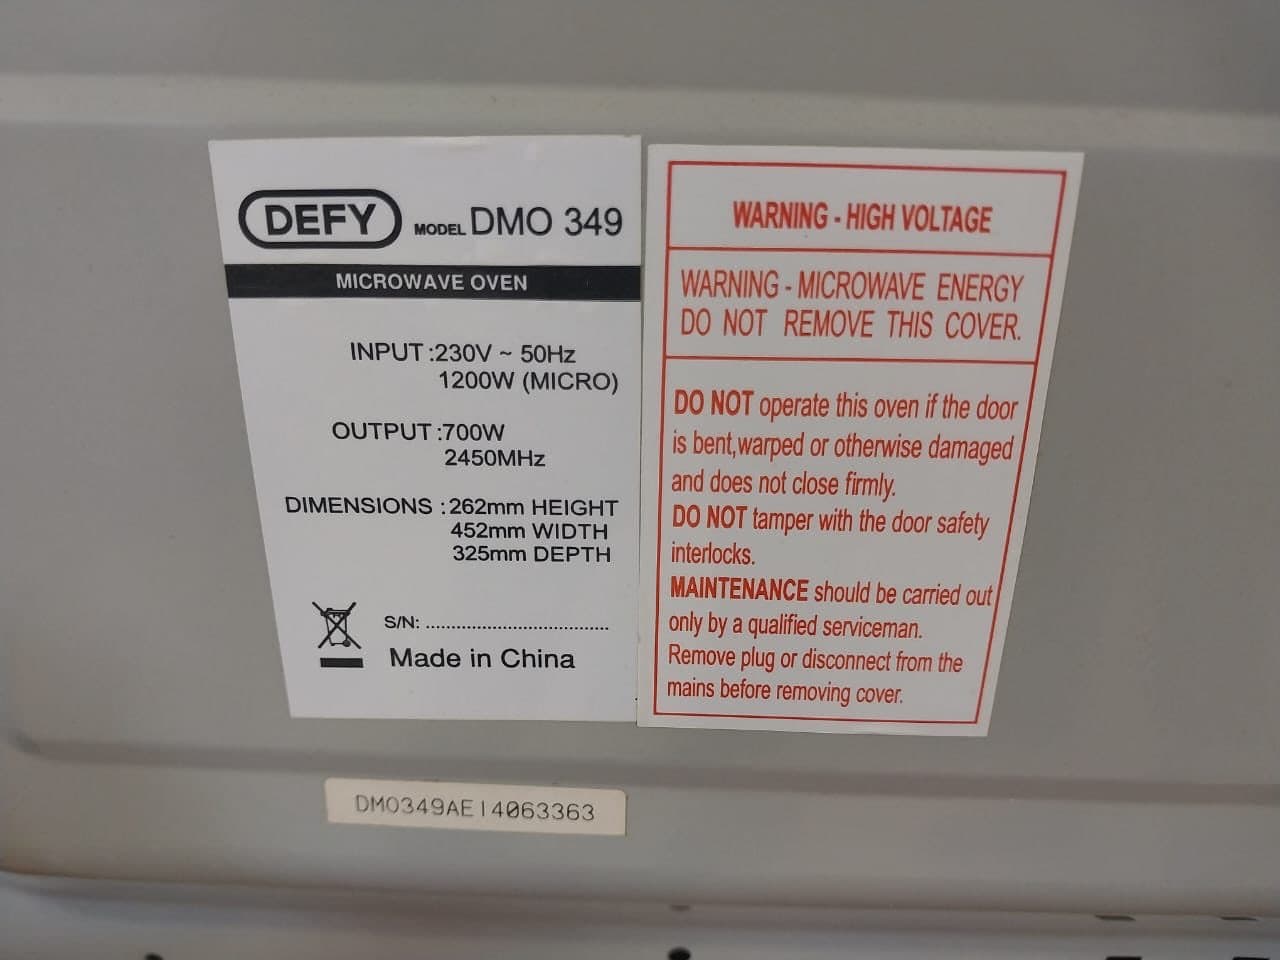 DEFY MODEL DMO 349
MICROWAVE OVEN
INPUT :230V ~ 50Hz
1200W (MICRO)
OUTPUT :700W
2450MHz
DIMENSIONS : 262mm HEIGHT
452mm WIDTH
325mm DEPTH
S/N: ....................................
Made in China
WARNING - HIGH VOLTAGE
WARNING - MICROWAVE ENERGY
DO NOT REMOVE THIS COVER.
DO NOT operate this oven if the door
is bent,warped or otherwise damaged
and does not close firmly.
DO NOT tamper with the door safety
interlocks.
MAINTENANCE should be carried out
only by a qualified serviceman.
Remove plug or disconnect from the
mains before removing cover.
DMO349AE14063363